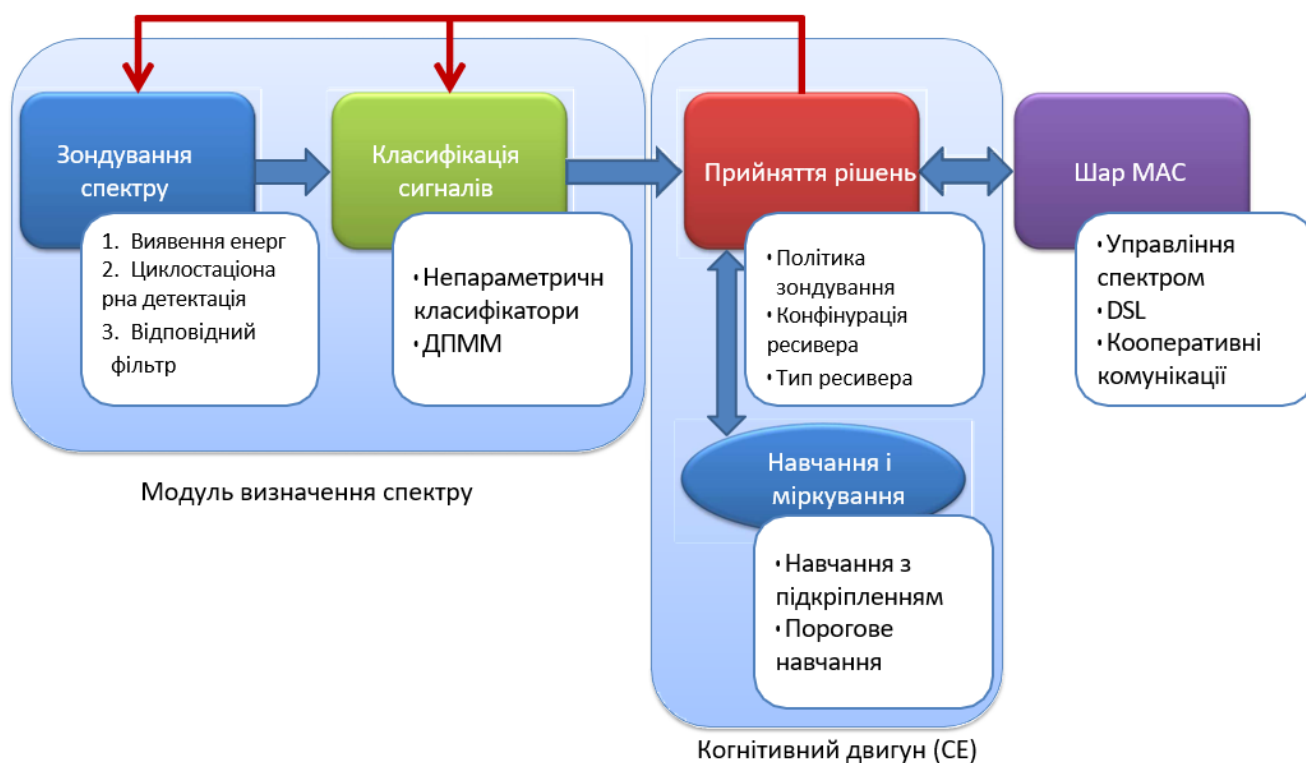 Зондування
спектру
1. Виявення енерг
2. Циклостаціона
рна детектація
3. Відповідний
фільтр
Класифікація
сигналів
• Непараметричн
класифікатори
• ДПММ
Модуль визначення спектру
Прийняття рішень
• Політика
зондування
• Конфінурація
ресивера
• Тип ресивера
Навчання і
міркування
• Навчання з
підкріпленням
• Порогове
навчання
Когнітивний двигун (CE)
Шар MAC
• Управління
спектром
• DSL
• Кооперативні
комунікації